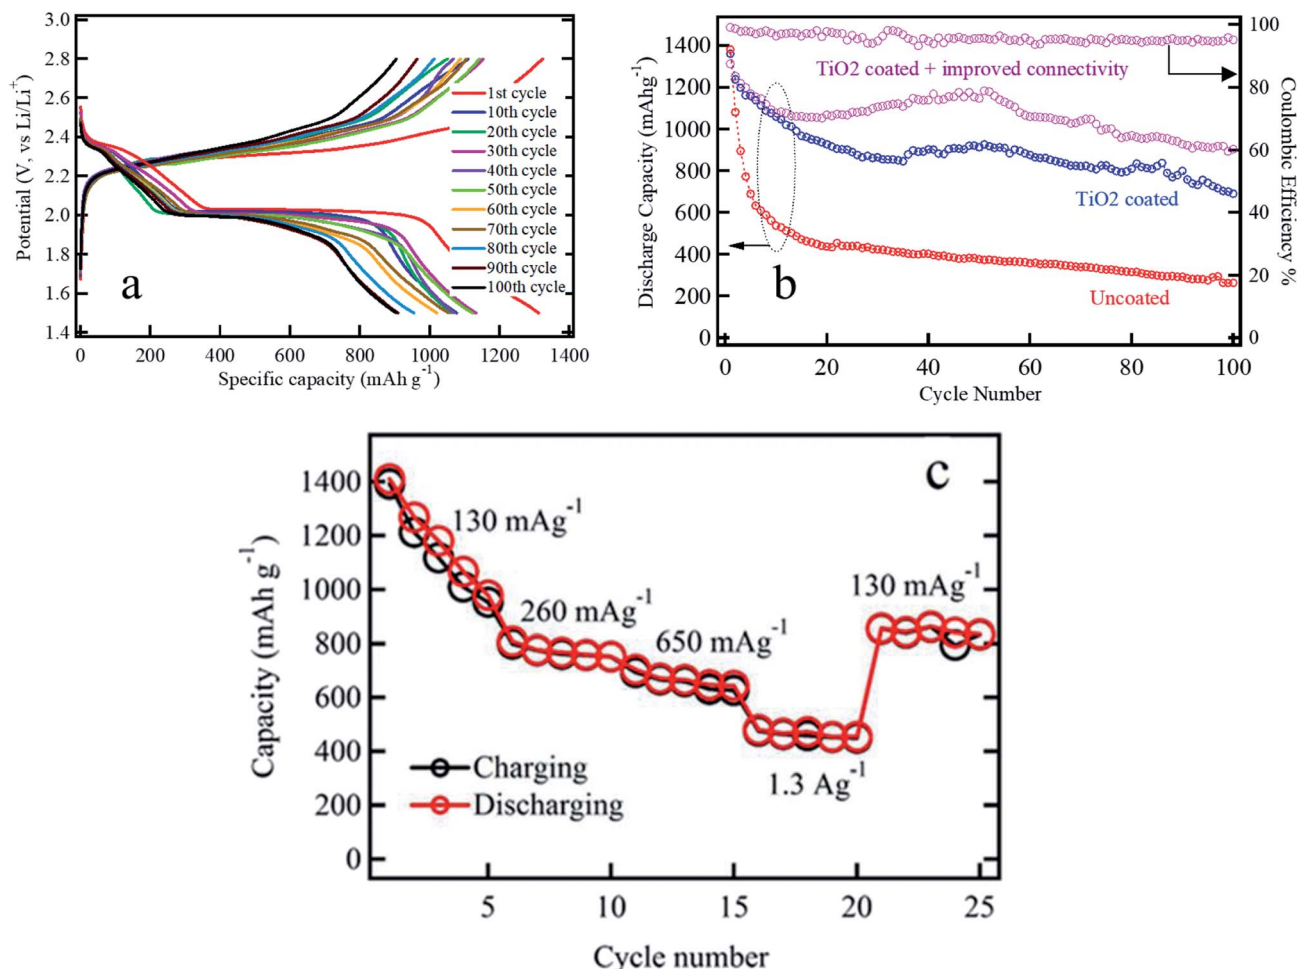 3.0
2.8
2.6
2.4
2.2
2.0
1.8
1.6
1.4
Potential (V, vs Li/Li⁺)
1st cycle
10th cycle
20th cycle
30th cycle
40th cycle
50th cycle
60th cycle
70th cycle
80th cycle
90th cycle
100th cycle
a
0 200 400 600 800 1000 1200 1400
Specific capacity (mAh g⁻¹)
1400
1200
1000
800
600
400
200
0
Discharge Capacity (mAhg⁻¹)
TiO2 coated + improved connectivity
TiO2 coated
Uncoated
b
100
80
60
40
20
0
Coulombic Efficiency %
0 20 40 60 80 100
Cycle Number
c
1400
1200
1000
800
600
400
200
0
Capacity (mAh g⁻¹)
130 mAg⁻¹
260 mAg⁻¹
650 mAg⁻¹
1.3 Ag⁻¹
130 mAg⁻¹
Charging
Discharging
5 10 15 20 25
Cycle number